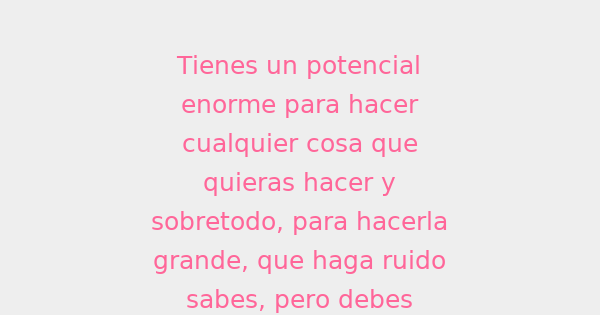 Tienes un potencial
enorme para hacer
cualquier cosa que
quieras hacer y
sobretodo, para hacerla
grande, que haga ruido
sabes, pero debes